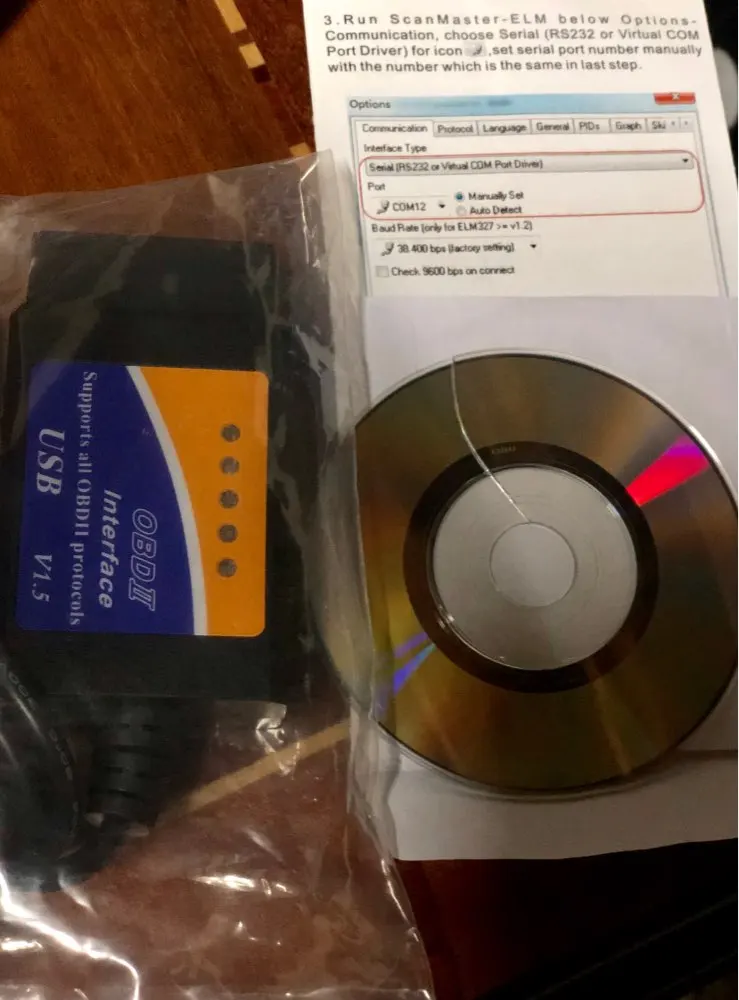 3.Run ScanMaster-ELM below Options-
Communication, choose Serial (RS232 or Virtual COM
Port Driver) for icon ,set serial port number manually
with the number which is the same in last step.
Options
Communication Protocol Language General PIDs Graph Ski
Interface Type
Serial (RS232 or Virtual COM Port Driver)
Port
COM12
Manually Set
Auto Detect
Baud Rate (only for ELM327 >= v1.2)
38.400 bps (factory setting)
Check 9600 bps on connect
OBDII
Interface
Supports all OBDII protocols
USB V1.5